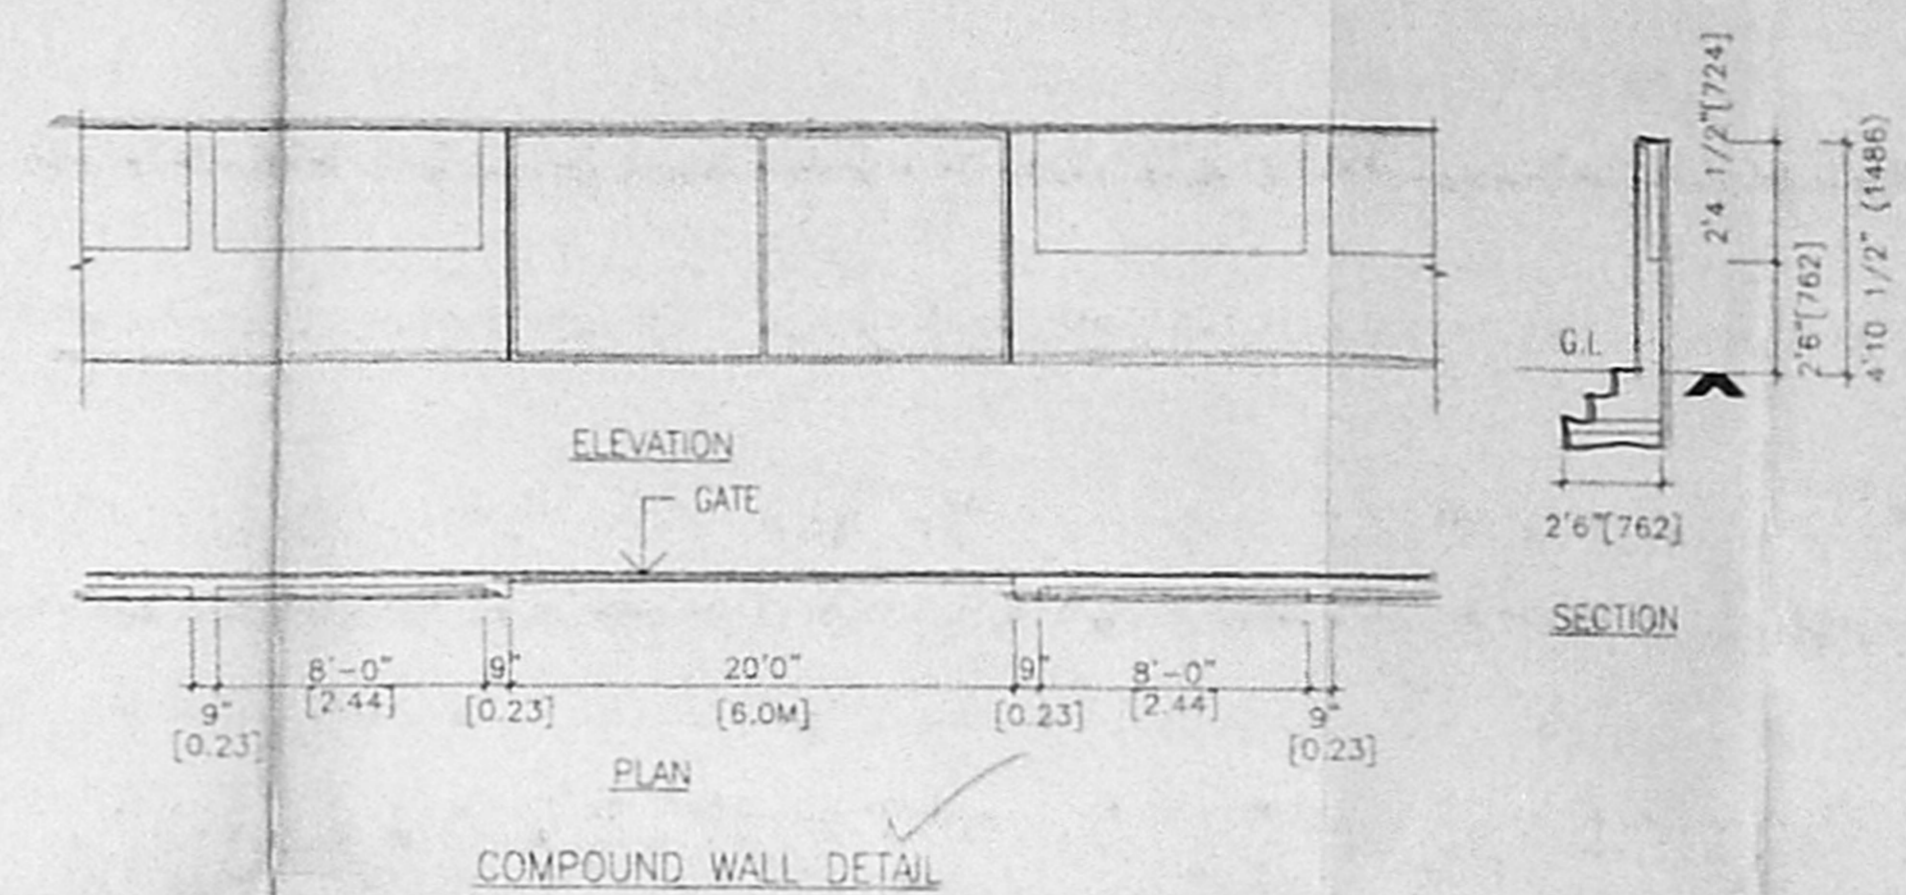 2'4 1/2"[724]
2'6"[762]
4'10 1/2" (1486)
G.L
ELEVATION
GATE
2'6"[762]
SECTION
8'-0"
9"
20'0"
9"
8'-0"
[2.44]
[0.23]
[6.0M]
[0.23]
[2.44]
9"
[0.23]
9"
[0.23]
PLAN
COMPOUND WALL DETAIL